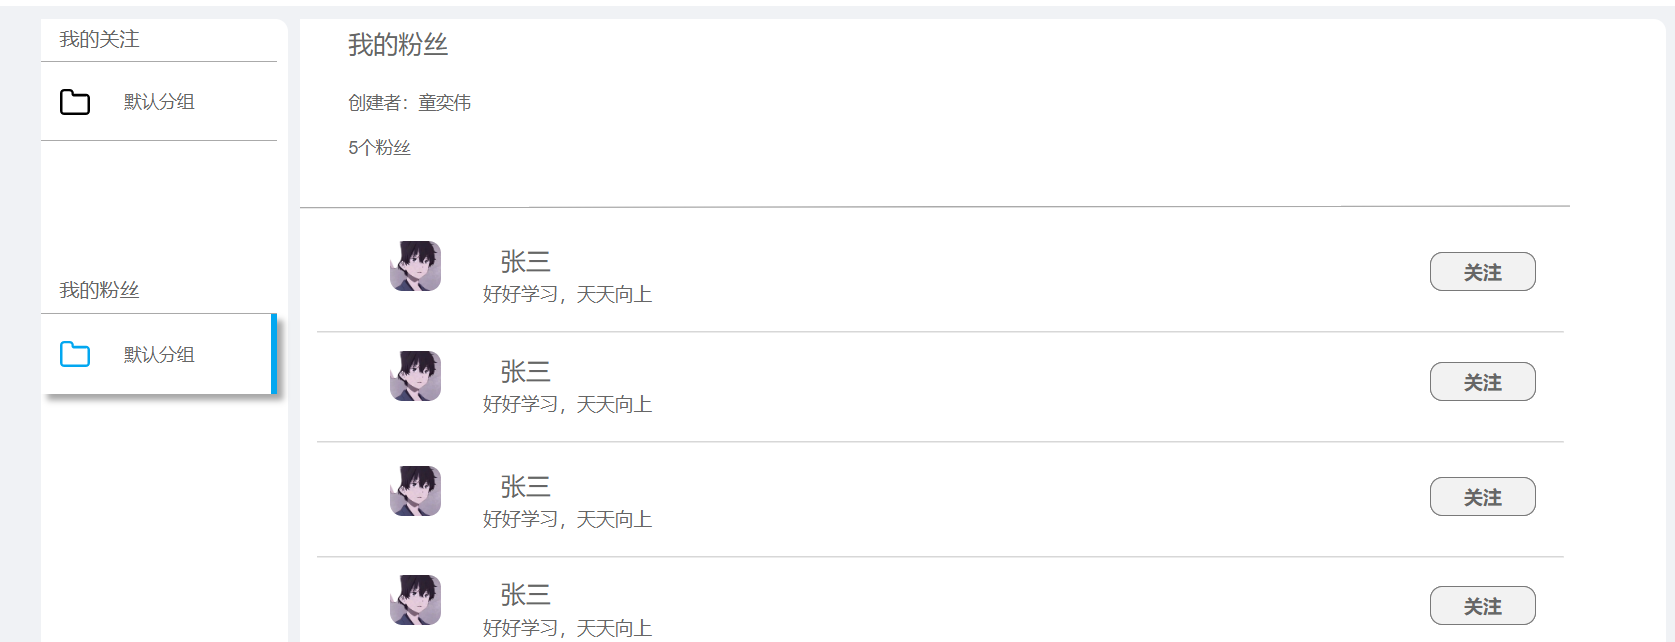 我的关注
默认分组
我的粉丝
默认分组
我的粉丝
创建者：童奕伟
5个粉丝
张三
好好学习，天天向上
关注
张三
好好学习，天天向上
关注
张三
好好学习，天天向上
关注
张三
好好学习，天天向上
关注